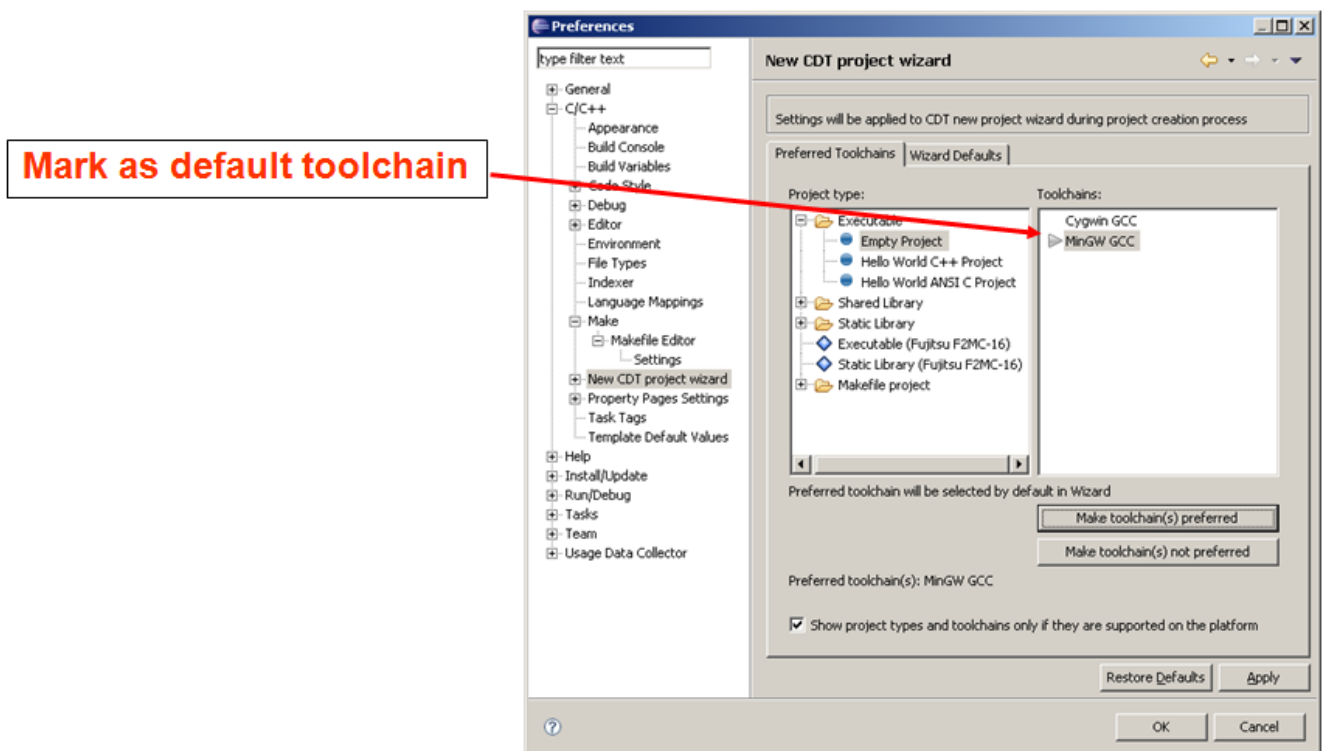 Preferences
type filter text
General
C/C++
Appearance
Build Console
Build Variables
Code Style
Debug
Editor
Environment
File Types
Indexer
Language Mappings
Make
Makefile Editor
Settings
New CDT project wizard
Property Pages Settings
Task Tags
Template Default Values
Help
Install/Update
Run/Debug
Tasks
Team
Usage Data Collector
Mark as default toolchain
New CDT project wizard
Settings will be applied to CDT new project wizard during project creation process
Preferred Toolchains
Wizard Defaults
Project type:
Executable
Empty Project
Hello World C++ Project
Hello World ANSI C Project
Shared Library
Static Library
Executable (Fujitsu F2MC-16)
Static Library (Fujitsu F2MC-16)
Makefile project
Toolchains:
Cygwin GCC
MinGW GCC
Preferred toolchain will be selected by default in Wizard
Make toolchain(s) preferred
Make toolchain(s) not preferred
Preferred toolchain(s): MinGW GCC
Show project types and toolchains only if they are supported on the platform
Restore Defaults
Apply
OK
Cancel